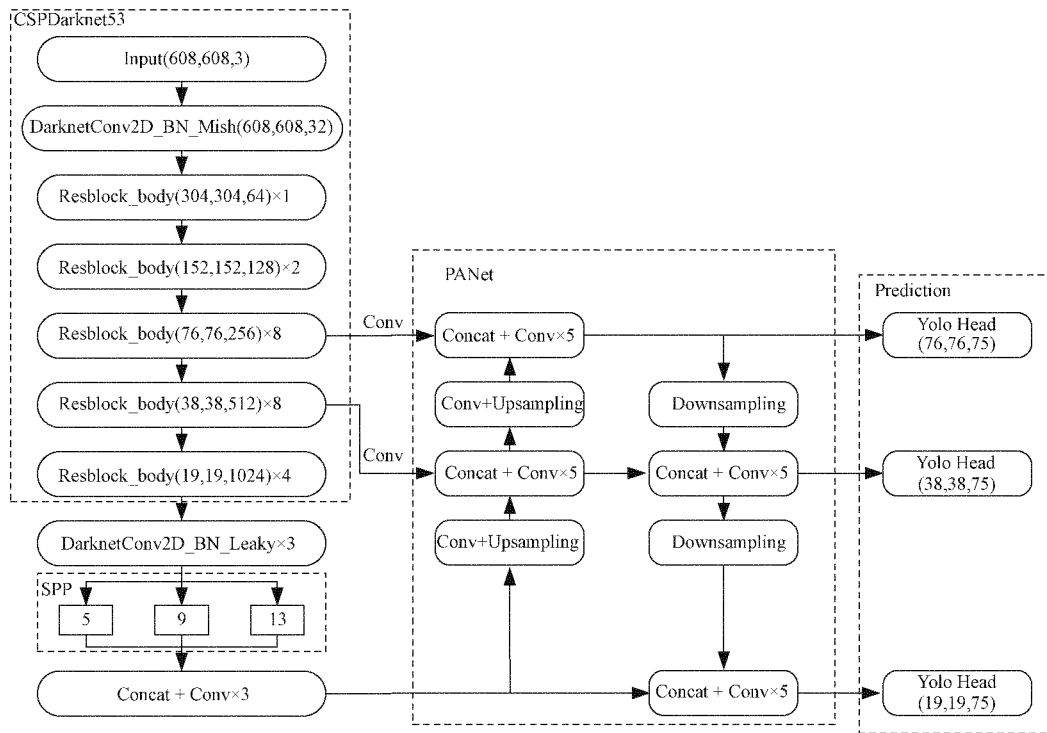 CSPDarknet53
Input(608,608,3)
DarknetConv2D_BN_Mish(608,608,32)
Resblock_body(304,304,64)×1
Resblock_body(152,152,128)×2
Resblock_body(76,76,256)×8
Resblock_body(38,38,512)×8
Resblock_body(19,19,1024)×4
DarknetConv2D_BN_Leaky×3
SPP
5
9
13
Concat + Conv×3
Conv
Conv
PANet
Concat + Conv×5
Conv+Upsampling
Concat + Conv×5
Conv+Upsampling
Downsampling
Concat + Conv×5
Downsampling
Concat + Conv×5
Prediction
Yolo Head
(76,76,75)
Yolo Head
(38,38,75)
Yolo Head
(19,19,75)